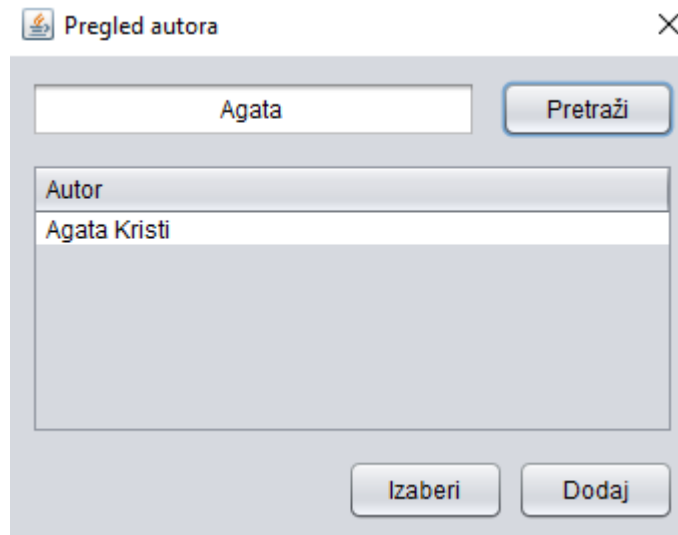 Pregled autora
Agata Pretraži
Autor
Agata Kristi
Izaberi Dodaj